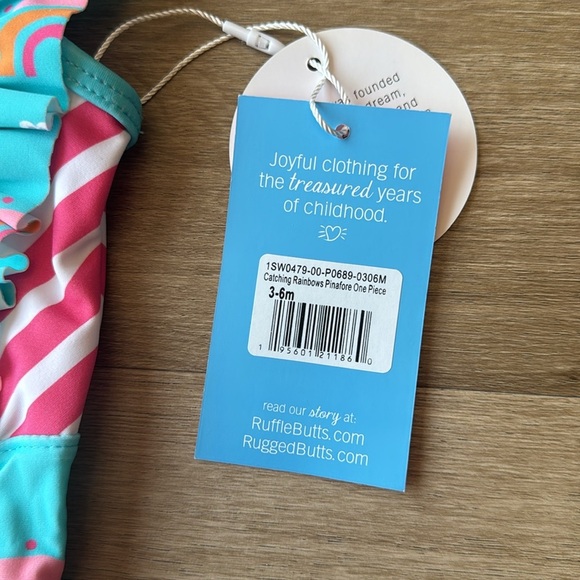 founded
dream,
and
Joyful clothing for
the treasured years
of childhood.
1SW0479-00-P0689-0306M
Catching Rainbows Pinafore One Piece
3-6m
1 95601 21186 0
read our story at:
RuffleButts.com
RuggedButts.com